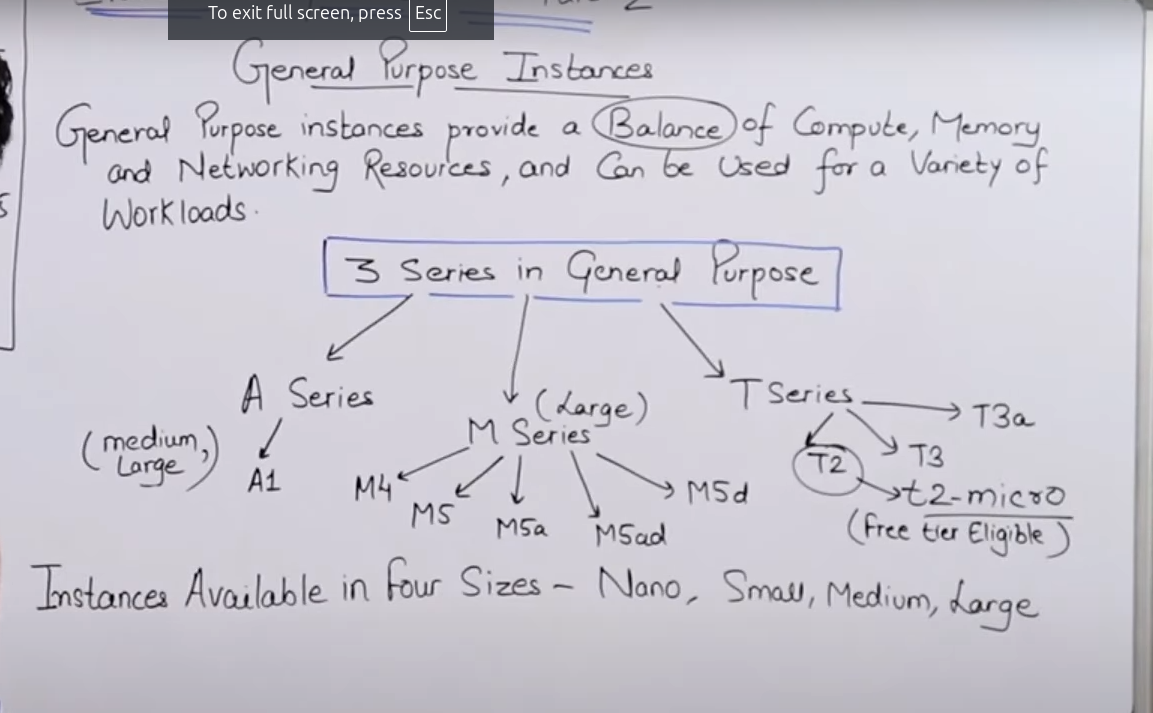 To exit full screen, press Esc
General Purpose Instances
General Purpose instances provide a Balance of Compute, Memory
and Networking Resources, and Can be Used for a Variety of
Workloads.
3 Series in General Purpose
A Series
(medium,
Large)
A1
(Large)
M Series
M4
M5
M5a
M5ad
M5d
T Series
T3a
T3
T2
t2-micro
(Free tier Eligible)
Instances Available in Four Sizes - Nano, Small, Medium, Large